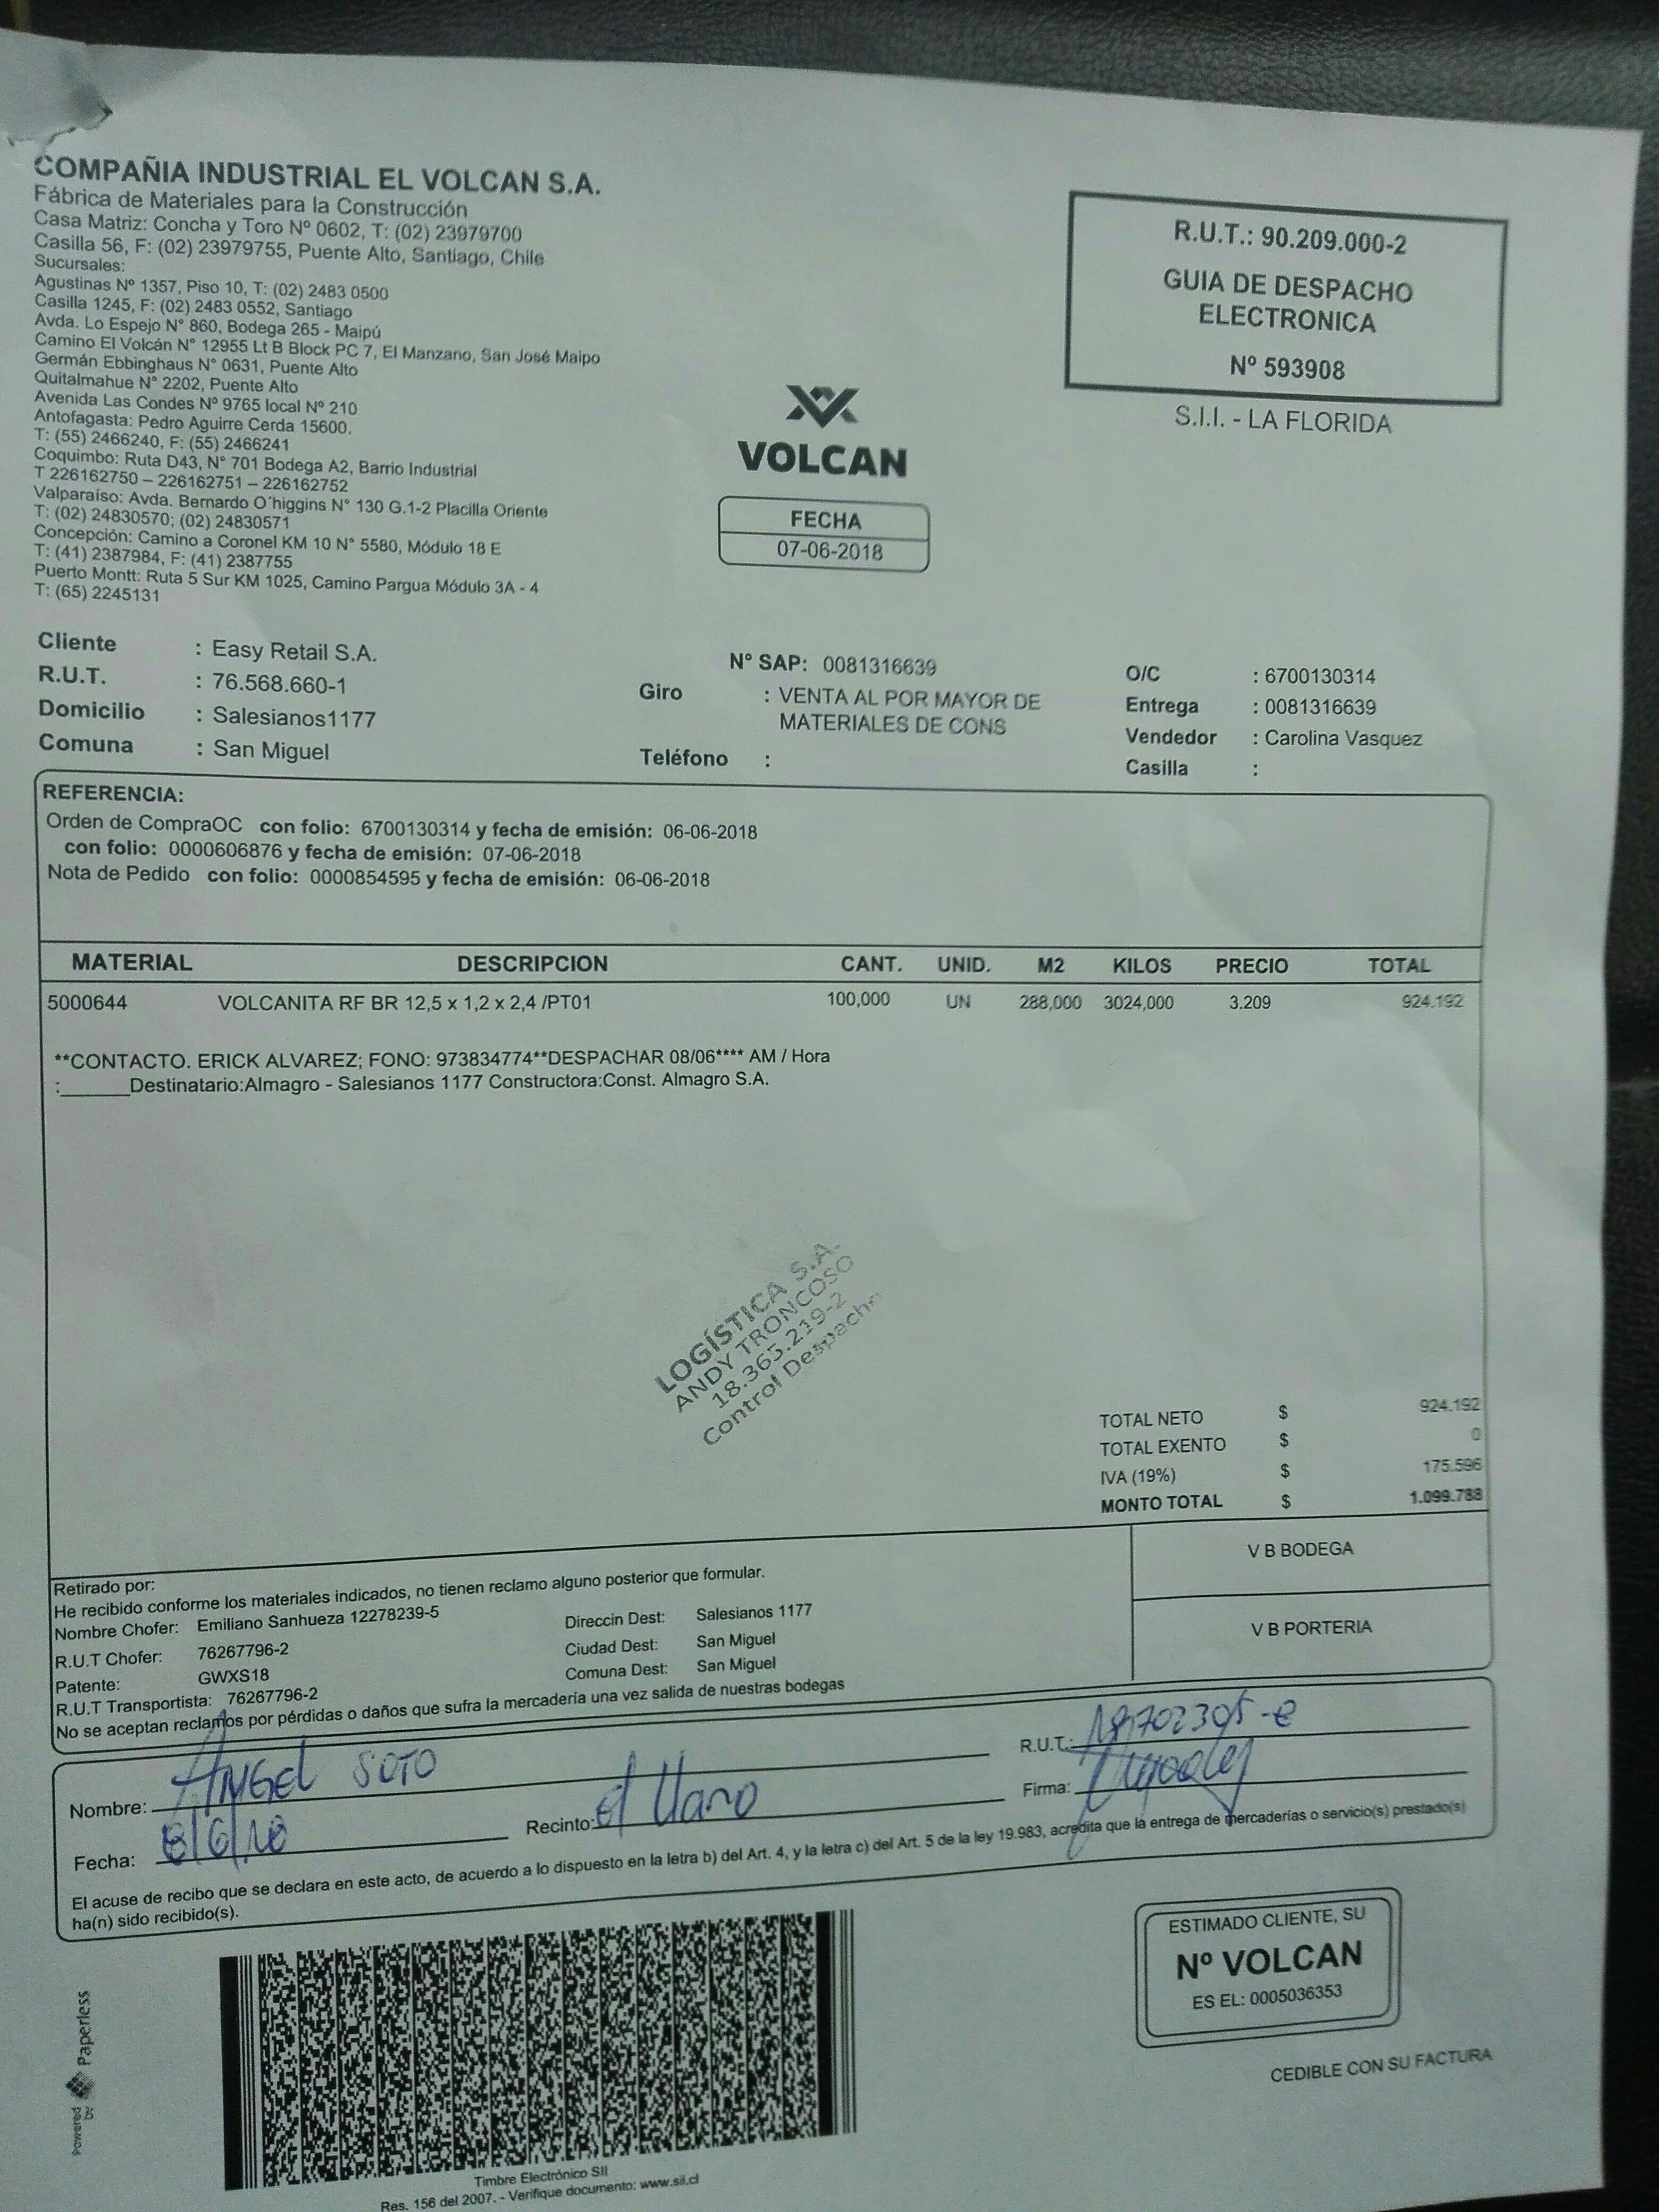 COMPAÑIA INDUSTRIAL EL VOLCAN S.A.
Fábrica de Materiales para la Construcción
Casa Matriz: Concha y Toro Nº 0602, T: (02) 23979700
Casilla 56, F: (02) 23979755, Puente Alto, Santiago, Chile
Sucursales:
Agustinas Nº 1357, Piso 10, T: (02) 2483 0500
Casilla 1245, F: (02) 2483 0552, Santiago
Avda. Lo Espejo N° 860, Bodega 265 - Maipú
Camino El Volcán N° 12955 Lt B Block PC 7, El Manzano, San José Maipo
Germán Ebbinghaus N° 0631, Puente Alto
Quitalmahue N° 2202, Puente Alto
Avenida Las Condes Nº 9765 local Nº 210
Antofagasta: Pedro Aguirre Cerda 15600.
T: (55) 2466240, F: (55) 2466241
Coquimbo: Ruta D43, N° 701 Bodega A2, Barrio Industrial
T 226162750 – 226162751 – 226162752
Valparaíso: Avda. Bernardo O´higgins N° 130 G.1-2 Placilla Oriente
T: (02) 24830570; (02) 24830571
Concepción: Camino a Coronel KM 10 N° 5580, Módulo 18 E
T: (41) 2387984, F: (41) 2387755
Puerto Montt: Ruta 5 Sur KM 1025, Camino Pargua Módulo 3A - 4
T: (65) 2245131
VOLCAN
FECHA
07-06-2018
R.U.T.: 90.209.000-2
GUIA DE DESPACHO
ELECTRONICA
Nº 593908
S.I.I. - LA FLORIDA
Cliente : Easy Retail S.A.
R.U.T. : 76.568.660-1
Domicilio : Salesianos1177
Comuna : San Miguel
N° SAP: 0081316639
Giro : VENTA AL POR MAYOR DE
MATERIALES DE CONS
Teléfono :
O/C : 6700130314
Entrega : 0081316639
Vendedor : Carolina Vasquez
Casilla :
REFERENCIA:
Orden de CompraOC con folio: 6700130314 y fecha de emisión: 06-06-2018
con folio: 0000606876 y fecha de emisión: 07-06-2018
Nota de Pedido con folio: 0000854595 y fecha de emisión: 06-06-2018
MATERIAL DESCRIPCION CANT. UNID. M2 KILOS PRECIO TOTAL
5000644 VOLCANITA RF BR 12,5 x 1,2 x 2,4 /PT01 100,000 UN 288,000 3024,000 3.209 924.192
**CONTACTO. ERICK ALVAREZ; FONO: 973834774**DESPACHAR 08/06**** AM / Hora
:______Destinatario:Almagro - Salesianos 1177 Constructora:Const. Almagro S.A.
LOGÍSTICA S.A.
ANDY TRONCOSO
18.365.219-2
Control Despacho
TOTAL NETO $ 924.192
TOTAL EXENTO $ 0
IVA (19%) $ 175.596
MONTO TOTAL $ 1.099.788
V B BODEGA
V B PORTERIA
Retirado por:
He recibido conforme los materiales indicados, no tienen reclamo alguno posterior que formular.
Nombre Chofer: Emiliano Sanhueza 12278239-5
R.U.T Chofer: 76267796-2
Patente: GWXS18
R.U.T Transportista: 76267796-2
Direccin Dest: Salesianos 1177
Ciudad Dest: San Miguel
Comuna Dest: San Miguel
No se aceptan reclamos por pérdidas o daños que sufra la mercadería una vez salida de nuestras bodegas
Nombre: ANGEL SOTO
R.U.T.:
Fecha: 8/6/18
Recinto: el llano
Firma:
El acuse de recibo que se declara en este acto, de acuerdo a lo dispuesto en la letra b) del Art. 4, y la letra c) del Art. 5 de la ley 19.983, acredita que la entrega de mercaderías o servicio(s) prestado(s)
ha(n) sido recibido(s).
Powered by Paperless
Timbre Electrónico SII
Res. 156 del 2007. - Verifique documento: www.sii.cl
ESTIMADO CLIENTE, SU
Nº VOLCAN
ES EL: 0005036353
CEDIBLE CON SU FACTURA